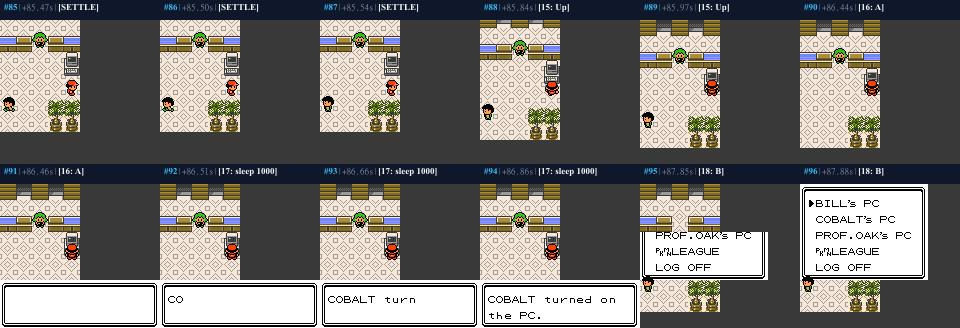 #85|+85.47s|[SETTLE]
#86|+85.50s|[SETTLE]
#87|+85.54s|[SETTLE]
#88|+85.84s|[15: Up]
#89|+85.97s|[15: Up]
#90|+86.44s|[16: A]
#91|+86.46s|[16: A]
#92|+86.51s|[17: sleep 1000]
#93|+86.66s|[17: sleep 1000]
#94|+86.86s|[17: sleep 1000]
#95|+87.85s|[18: B]
#96|+87.88s|[18: B]
CO
COBALT turn
COBALT turned on
the PC.
PROF.OAK's PC
PKMNLEAGUE
LOG OFF
▶BILL's PC
COBALT's PC
PROF.OAK's PC
PKMNLEAGUE
LOG OFF